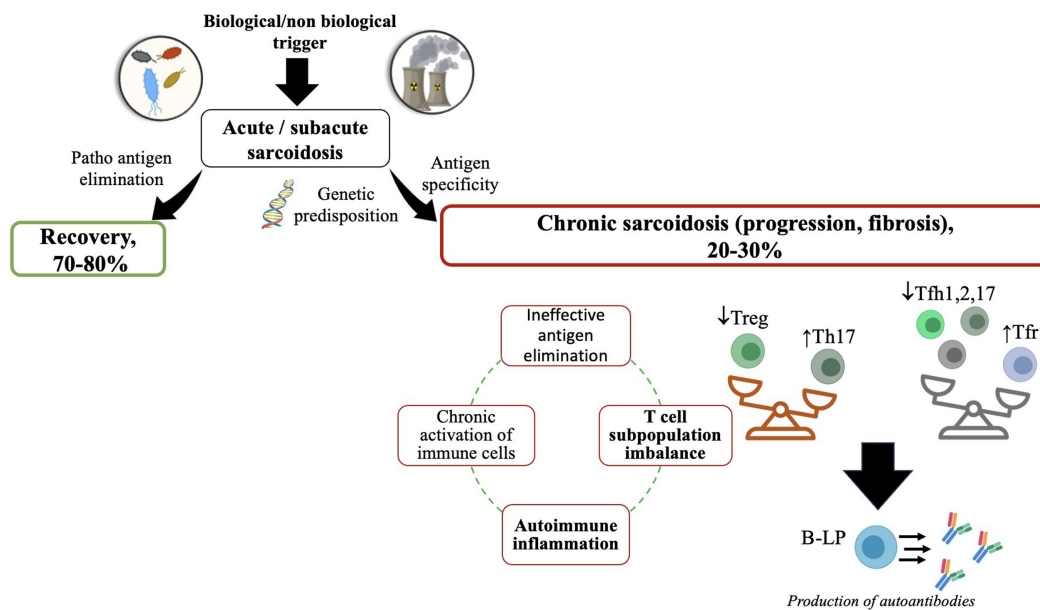 Biological/non biological
trigger
Acute / subacute
sarcoidosis
Patho antigen
elimination
Genetic
predisposition
Antigen
specificity
Recovery,
70-80%
Chronic sarcoidosis (progression, fibrosis),
20-30%
Ineffective
antigen
elimination
Chronic
activation of
immune cells
T cell
subpopulation
imbalance
Autoimmune
inflammation
↓Treg
↑Th17
↓Tfh1,2,17
↑Tfr
B-LP
Production of autoantibodies